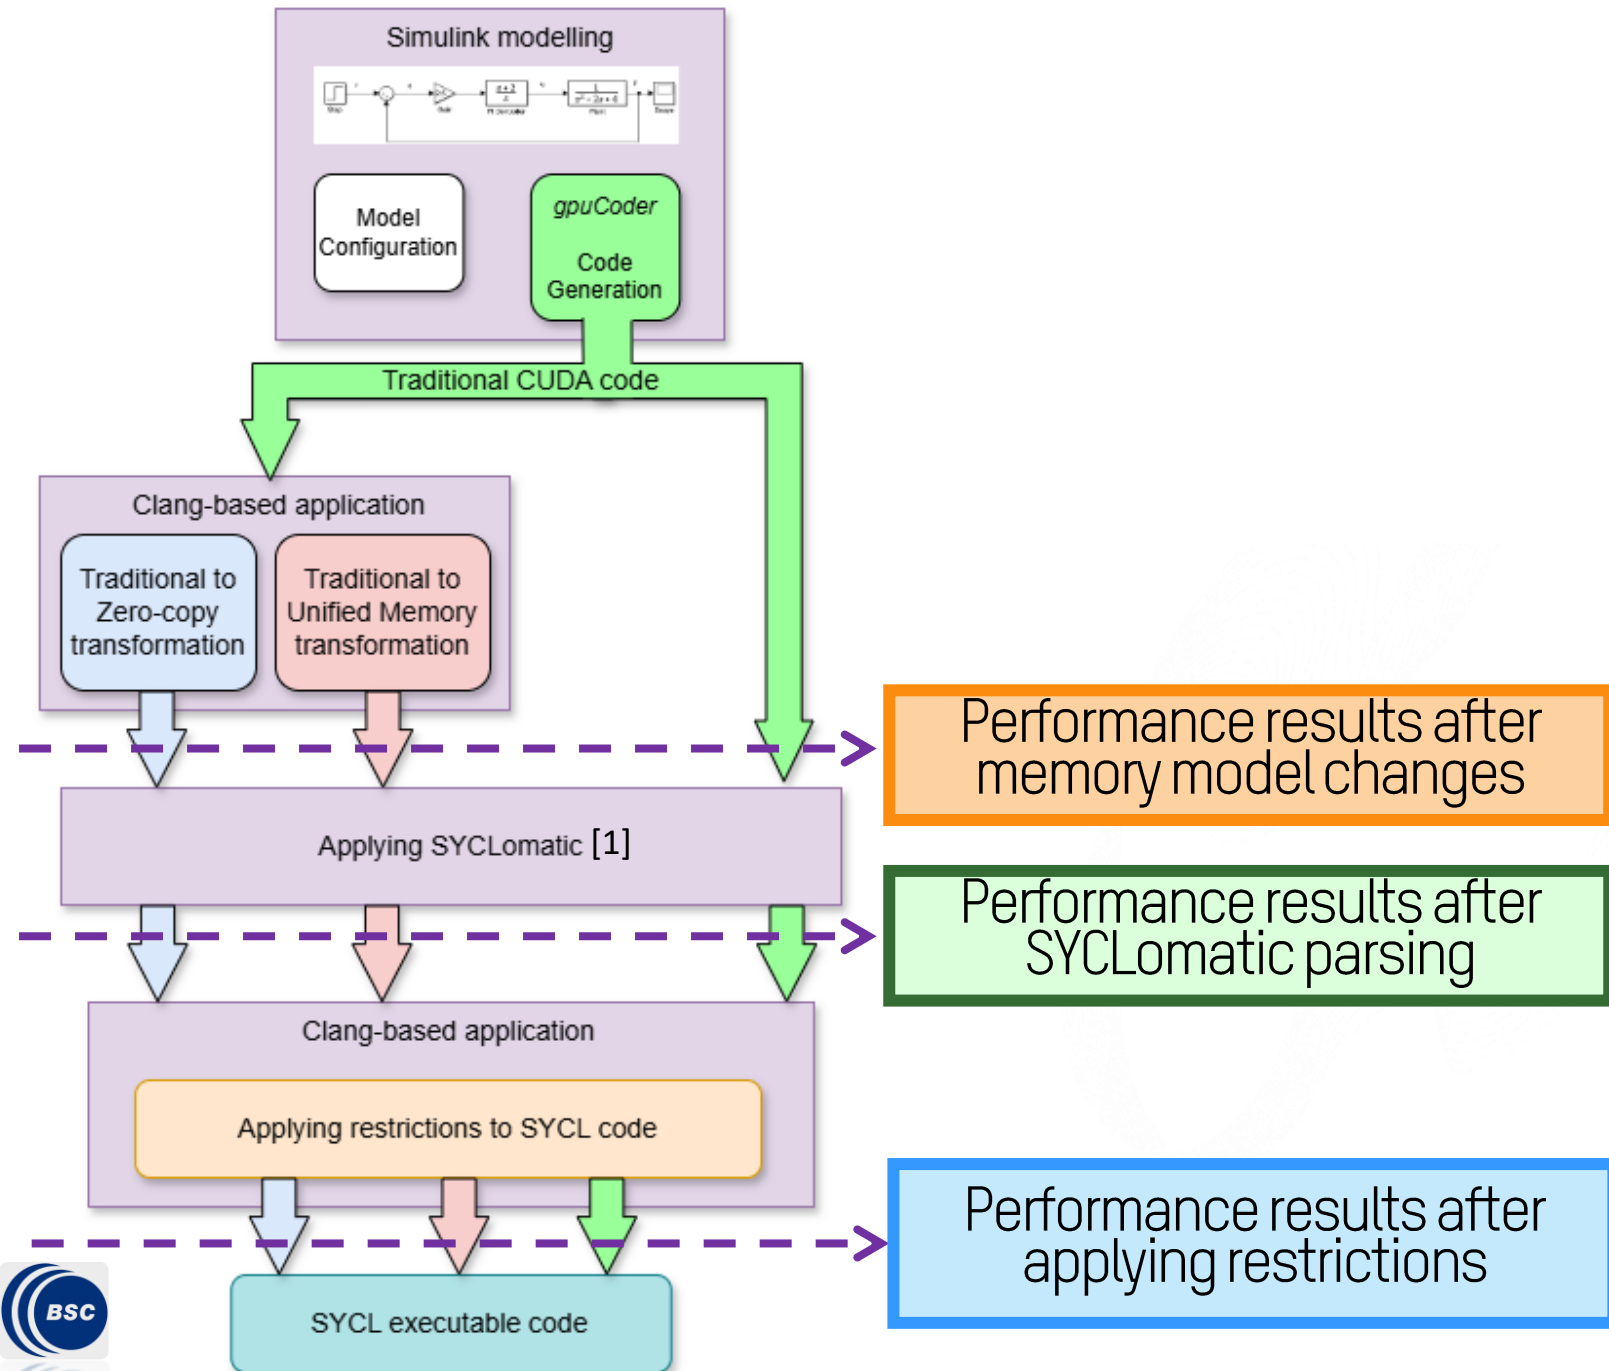 Simulink modelling
Model
Configuration
gpuCoder
Code
Generation
Traditional CUDA code
Clang-based application
Traditional to
Zero-copy
transformation
Traditional to
Unified Memory
transformation
Performance results after
memory model changes
Applying SYCLomatic [1]
Performance results after
SYCLomatic parsing
Clang-based application
Applying restrictions to SYCL code
Performance results after
applying restrictions
BSC
SYCL executable code